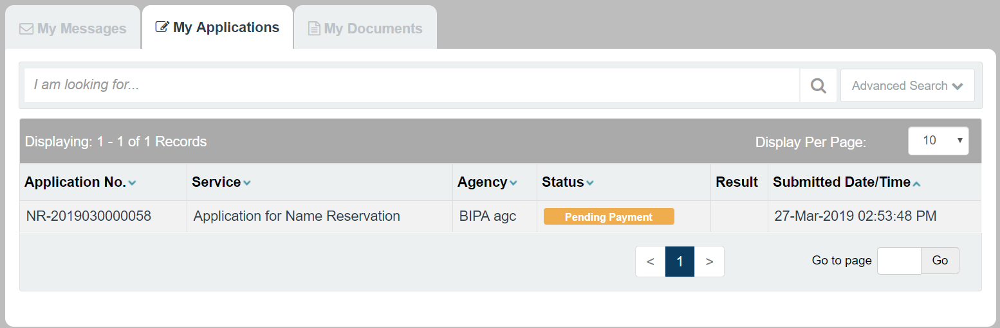 My Messages My Applications My Documents
I am looking for... Advanced Search
Displaying: 1 - 1 of 1 Records Display Per Page: 10
Application No. Service Agency Status Result Submitted Date/Time
NR-2019030000058 Application for Name Reservation BIPA agc Pending Payment 27-Mar-2019 02:53:48 PM
< 1 > Go to page Go